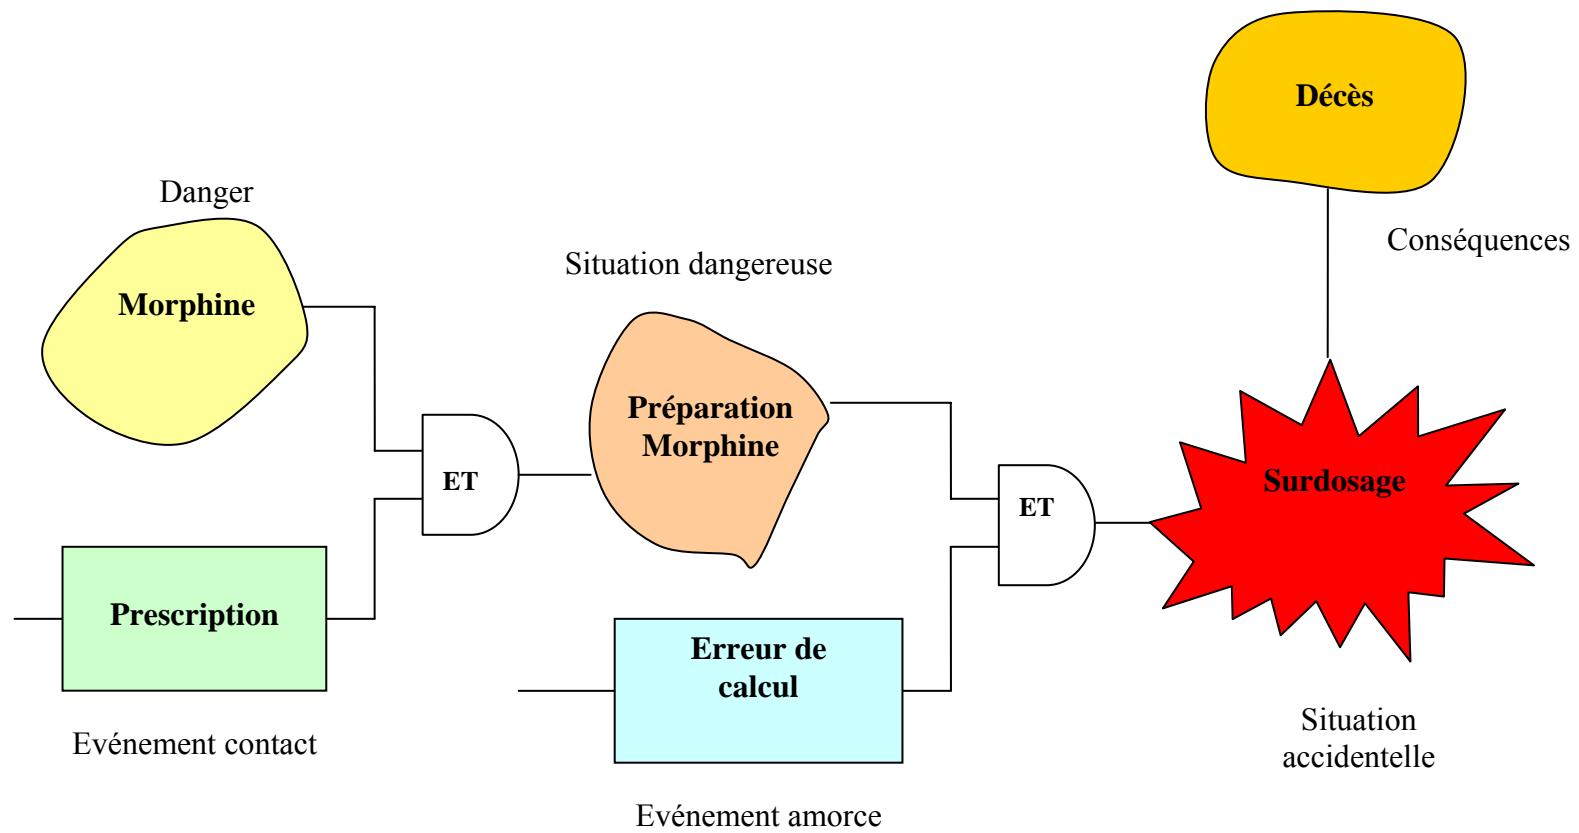 Décès
Danger
Conséquences
Situation dangereuse
Morphine
Préparation
Morphine
ET
Surdosage
ET
Prescription
Erreur de
calcul
Evénement contact
Situation
accidentelle
Evénement amorce